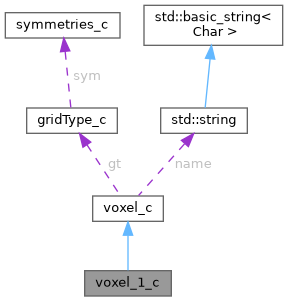 symmetries_c
std::basic_string<
Char >
sym
gridType_c
std::string
gt
name
voxel_c
voxel_1_c